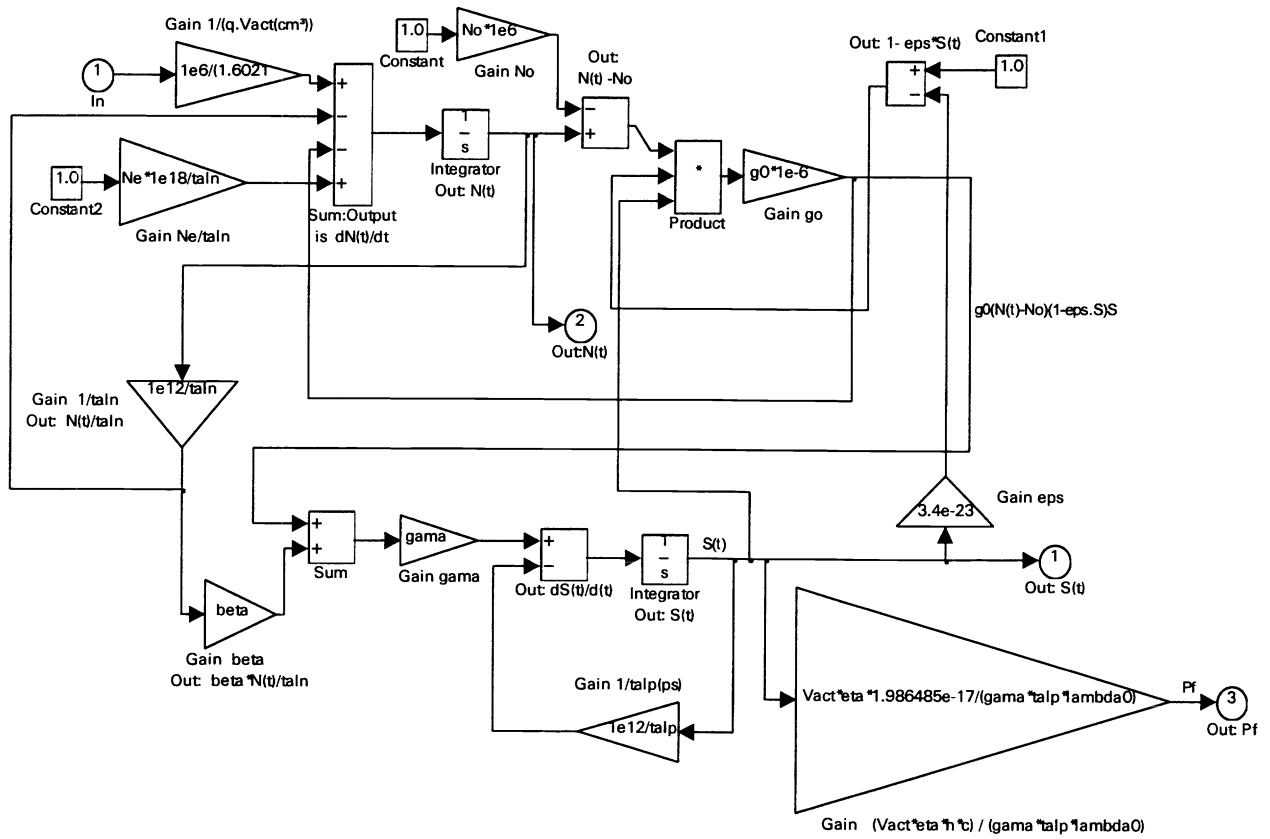 Gain 1/(q.Vact(cm³))
1
In
1e6/(1.6021
1.0
Constant
No*1e6
Gain No
Out:
N(t) -No
Out: 1- eps*S(t)
Constant1
1.0
+
−
+
−
−
+
1.0
Constant2
Ne*1e18/taln
Gain Ne/taln
Sum:Output
is dN(t)/dt
1
s
Integrator
Out: N(t)
−
+
*
Product
g0*1e-6
Gain go
2
Out:N(t)
g0(N(t)-No)(1-eps.S)S
1e12/taln
Gain 1/taln
Out: N(t)/taln
+
+
Sum
gama
Gain gama
+
−
Out: dS(t)/d(t)
1
s
Integrator
Out: S(t)
S(t)
3.4e-23
Gain eps
1
Out: S(t)
beta
Gain beta
Out: beta*N(t)/taln
Gain 1/talp(ps)
1e12/talp
Vact*eta*1.986485e-17/(gama*talp*lambda0)
Pf
3
Out: Pf
Gain (Vact*eta*h*c) / (gama*talp*lambda0)